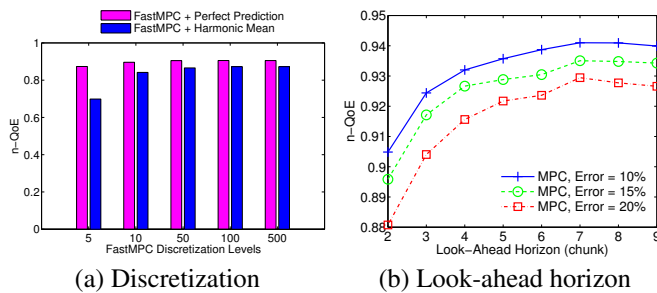 FastMPC + Perfect Prediction
FastMPC + Harmonic Mean
n-QoE
1
0.8
0.6
0.4
0.2
0
5 10 50 100 500
FastMPC Discretization Levels
(a) Discretization
n-QoE
0.95
0.94
0.93
0.92
0.91
0.9
0.89
0.88
MPC, Error = 10%
MPC, Error = 15%
MPC, Error = 20%
2 3 4 5 6 7 8 9
Look-Ahead Horizon (chunk)
(b) Look-ahead horizon